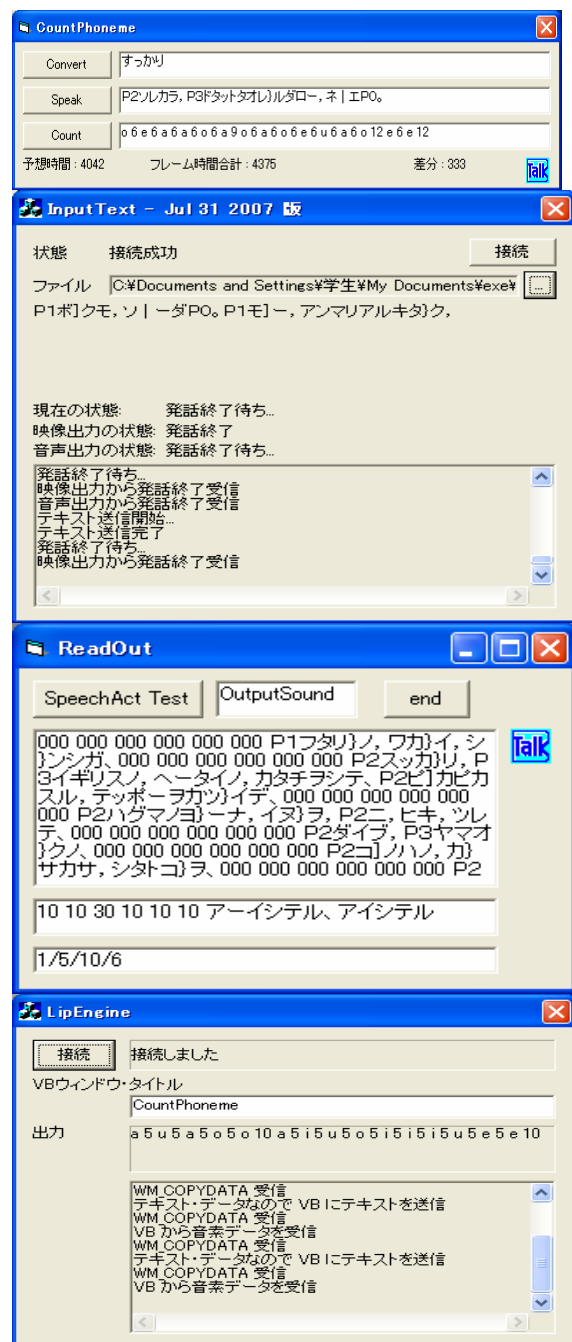 CountPhoneme
Convert すっかり
Speak P2ソレカラ, P3ドタットタオレ}ルダロー, ネ | エP0。
Count o 6 e 6 a 6 a 6 o 6 a 9 o 6 a 6 o 6 e 6 u 6 a 6 o 12 e 6 e 12
予想時間 : 4042 フレーム時間合計 : 4375 差分 : 333 Talk
InputText - Jul 31 2007 版
状態 接続成功 接続
ファイル C:¥Documents and Settings¥学生¥My Documents¥exe¥ ...
P1ボ]クモ, ソ | ーダP0。P1モ]ー, アンマリアルキタ}ク,
現在の状態: 発話終了待ち...
映像出力の状態: 発話終了
音声出力の状態: 発話終了待ち...
発話終了待ち...
映像出力から発話終了受信
音声出力から発話終了受信
テキスト送信開始...
テキスト送信完了
発話終了待ち...
映像出力から発話終了受信
ReadOut
SpeechAct Test OutputSound end
000 000 000 000 000 000 P1フタリ}ノ, ワカ}イ, シ
}ンシガ、000 000 000 000 000 000 P2スッカ}リ, P
3イギリスノ, ヘータイノ, カタチヲシテ、P2ピ]カピカ
スル, テッポーヲカツ}イデ、000 000 000 000 000
000 P2ハグマノヨ}ーナ, イヌ}ヲ, P2ニ, ヒキ, ツレ
テ、000 000 000 000 000 000 P2ダイブ, P3ヤマオ
}クノ、000 000 000 000 000 000 P2コ]ノハノ, カ}
サカサ, シタトコ}ヲ、000 000 000 000 000 000 P2
Talk
10 10 30 10 10 10 アーイシテル、アイシテル
1/5/10/6
LipEngine
接続 接続しました
VBウィンドウ・タイトル
CountPhoneme
出力 a 5 u 5 a 5 o 5 o 10 a 5 i 5 u 5 o 5 i 5 i 5 i 5 u 5 e 5 e 10
WM_COPYDATA 受信
テキスト・データなので VB にテキストを送信
WM_COPYDATA 受信
VB から音素データを受信
WM_COPYDATA 受信
テキスト・データなので VB にテキストを送信
WM_COPYDATA 受信
VB から音素データを受信